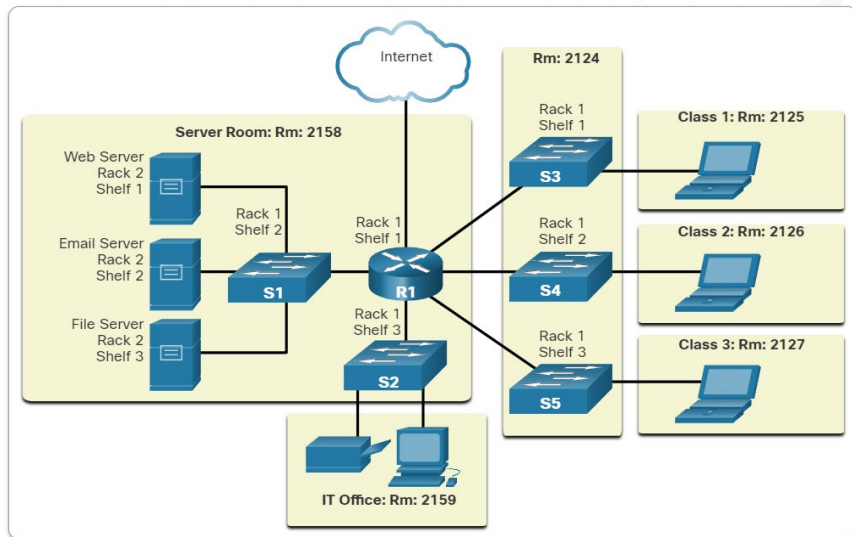 Internet
Rm: 2124
Rack 1
Shelf 1
S3
Class 1: Rm: 2125
Server Room: Rm: 2158
Web Server
Rack 2
Shelf 1
Rack 1
Shelf 2
Rack 1
Shelf 1
Email Server
Rack 2
Shelf 2
S1
R1
Rack 1
Shelf 2
S4
Class 2: Rm: 2126
File Server
Rack 2
Shelf 3
Rack 1
Shelf 3
S2
Rack 1
Shelf 3
S5
Class 3: Rm: 2127
IT Office: Rm: 2159